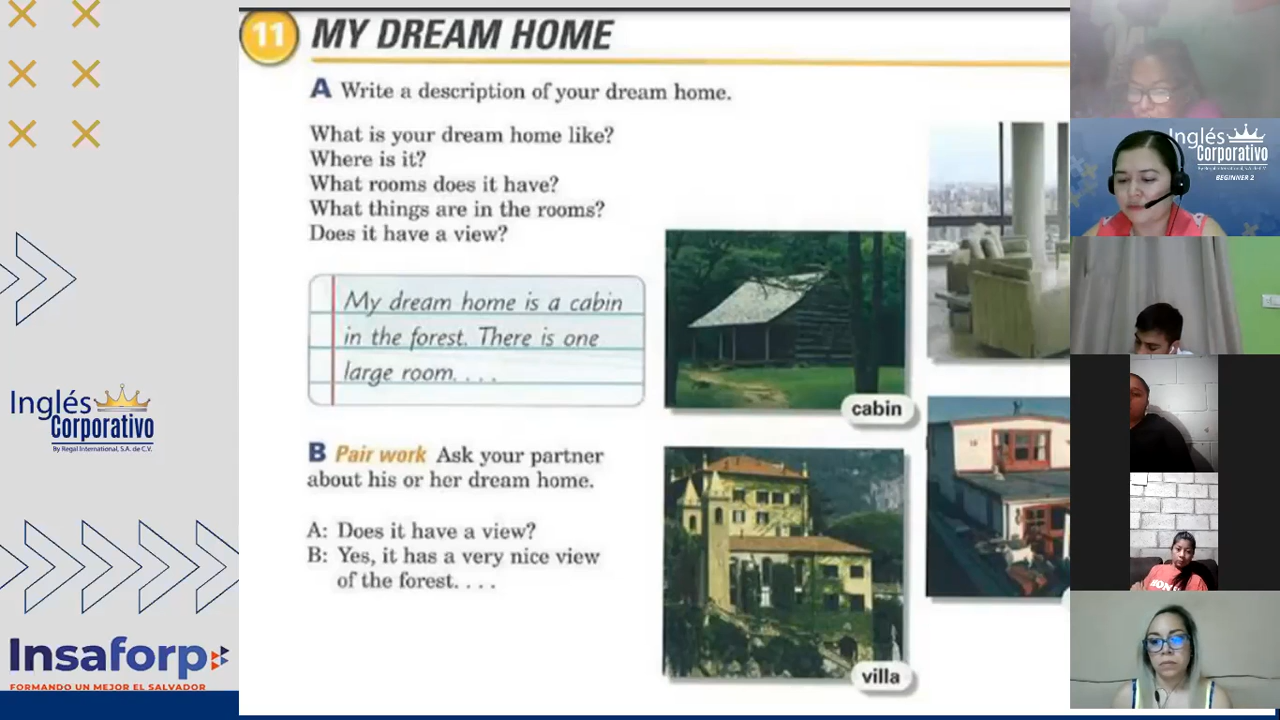 11 MY DREAM HOME
A Write a description of your dream home.
What is your dream home like?
Where is it?
What rooms does it have?
What things are in the rooms?
Does it have a view?
My dream home is a cabin
in the forest. There is one
large room. . . .
cabin
B Pair work Ask your partner
about his or her dream home.
A: Does it have a view?
B: Yes, it has a very nice view
of the forest. . . .
villa
Inglés
Corporativo
By Regal International, S.A. de C.V.
Insaforp
FORMANDO UN MEJOR EL SALVADOR
Inglés
Corporativo
By Regal International, S.A. de C.V.
BEGINNER 2